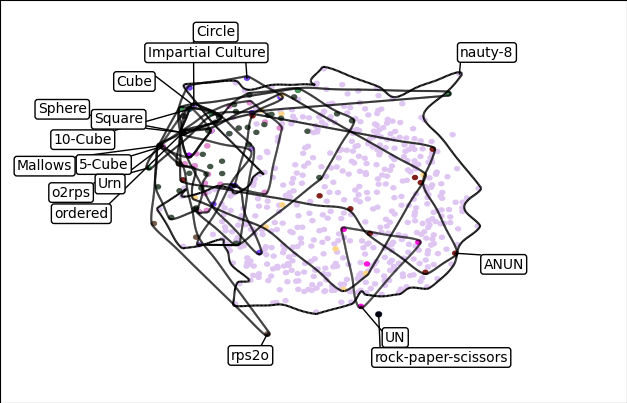 Circle
Impartial Culture
nauty-8
Cube
Sphere
Square
10-Cube
Mallows
5-Cube
Urn
o2rps
ordered
ANUN
UN
rps2o
rock-paper-scissors